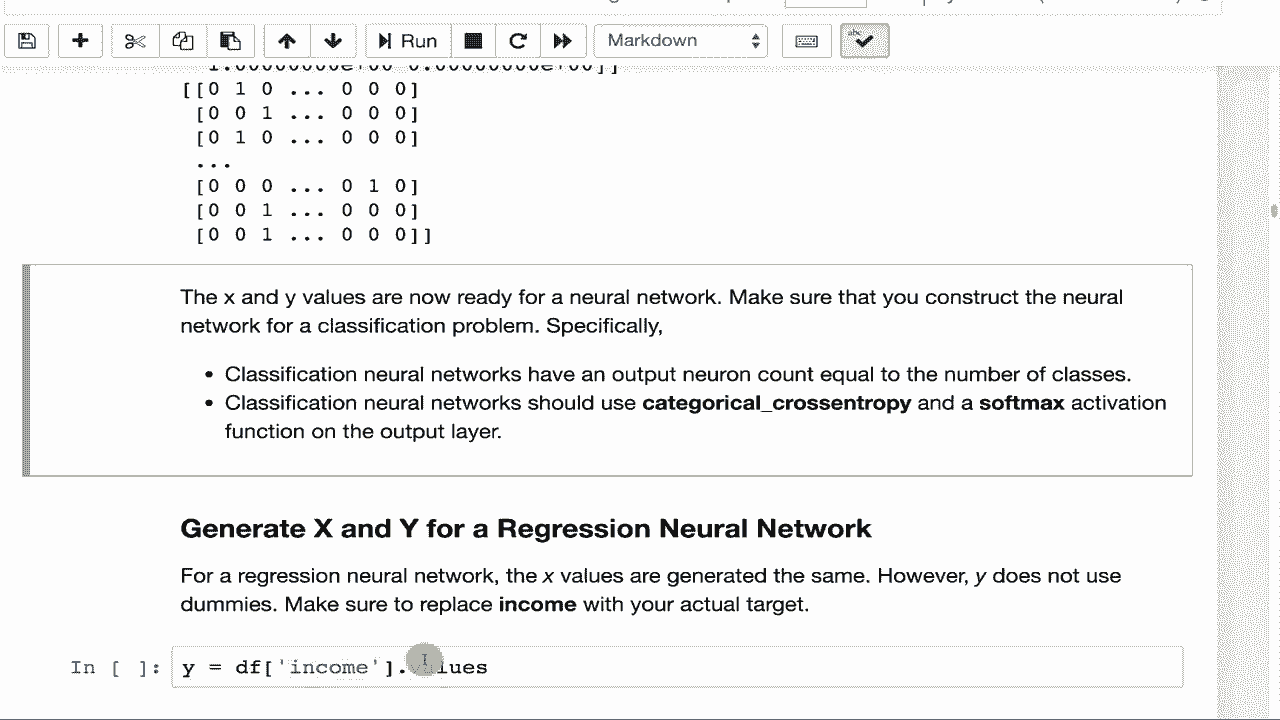 Run
Markdown
[[0 1 0 ... 0 0 0]
[0 0 1 ... 0 0 0]
[0 1 0 ... 0 0 0]
...
[0 0 0 ... 0 1 0]
[0 0 1 ... 0 0 0]
[0 0 1 ... 0 0 0]]
The x and y values are now ready for a neural network. Make sure that you construct the neural
network for a classification problem. Specifically,
• Classification neural networks have an output neuron count equal to the number of classes.
• Classification neural networks should use categorical_crossentropy and a softmax activation
function on the output layer.
Generate X and Y for a Regression Neural Network
For a regression neural network, the x values are generated the same. However, y does not use
dummies. Make sure to replace income with your actual target.
In [ ]: y = df['income'].values